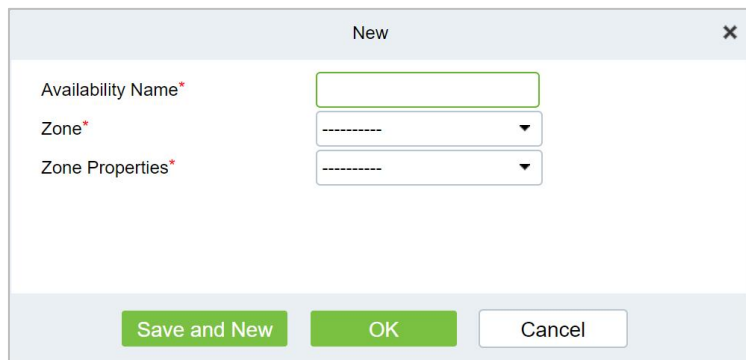 New
Availability Name*
Zone* ----------
Zone Properties* ----------
Save and New OK Cancel